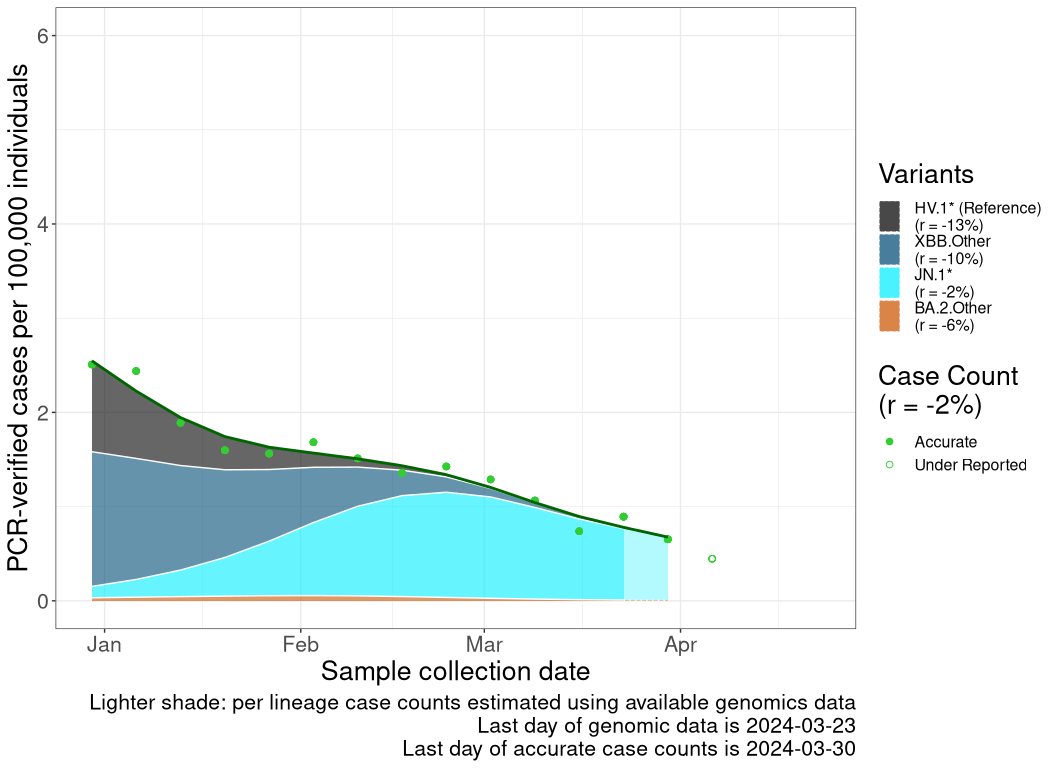 PCR-verified cases per 100,000 individuals
6
4
2
0
Jan
Feb
Mar
Apr
Sample collection date
Lighter shade: per lineage case counts estimated using available genomics data
Last day of genomic data is 2024-03-23
Last day of accurate case counts is 2024-03-30
Variants
HV.1* (Reference)
(r = -13%)
XBB.Other
(r = -10%)
JN.1*
(r = -2%)
BA.2.Other
(r = -6%)
Case Count
(r = -2%)
Accurate
Under Reported